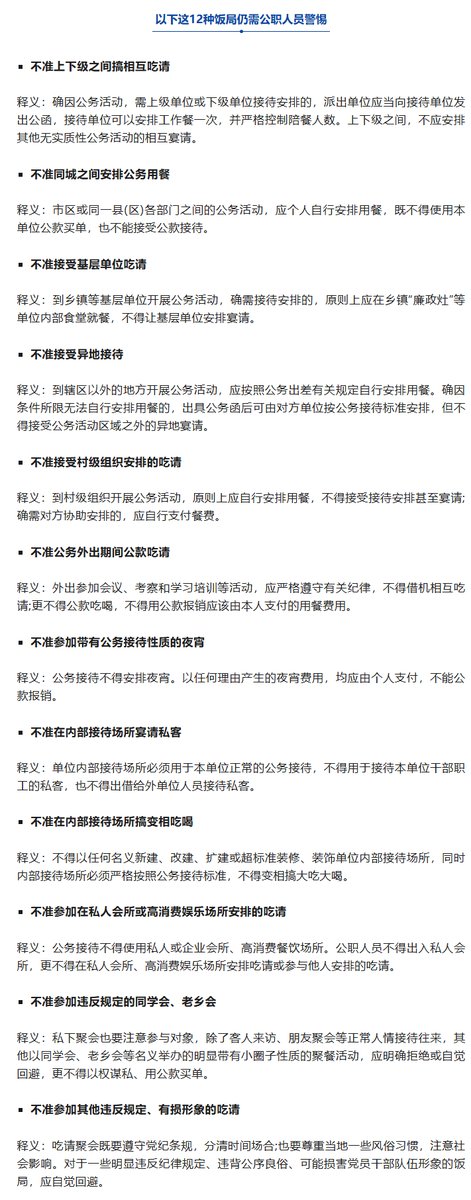 以下这12种饭局仍需公职人员警惕
不准上下级之间搞相互吃请
释义：确因公务活动，需上级单位或下级单位接待安排的，派出单位应当向接待单位发
出公函，接待单位可以安排工作餐一次，并严格控制陪餐人数。上下级之间，不应安排
其他无实质性公务活动的相互宴请。
不准同城之间安排公务用餐
释义：市区或同一县(区)各部门之间的公务活动，应个人自行安排用餐，既不得使用本
单位公款买单，也不能接受公款接待。
不准接受基层单位吃请
释义：到乡镇等基层单位开展公务活动，确需接待安排的，原则上应在乡镇“廉政灶”等
单位内部食堂就餐，不得让基层单位安排宴请。
不准接受异地接待
释义：到辖区以外的地方开展公务活动，应按照公务出差有关规定自行安排用餐。确因
条件所限无法自行安排用餐的，出具公务函后可由对方单位按公务接待标准安排，但不
得接受公务活动区域之外的异地宴请。
不准接受村级组织安排的吃请
释义：到村级组织开展公务活动，原则上应自行安排用餐，不得接受接待安排甚至宴请;
确需对方协助安排的，应自行支付餐费。
不准公务外出期间公款吃请
释义：外出参加会议、考察和学习培训等活动，应严格遵守有关纪律，不得借机相互吃
请;更不得公款吃喝，不得用公款报销应该由本人支付的用餐费用。
不准参加带有公务接待性质的夜宵
释义：公务接待不得安排夜宵。以任何理由产生的夜宵费用，均应由个人支付，不能公
款报销。
不准在内部接待场所宴请私客
释义：单位内部接待场所必须用于本单位正常的公务接待，不得用于接待本单位干部职
工的私客，也不得出借给外单位人员接待私客。
不准在内部接待场所搞变相吃喝
释义：不得以任何名义新建、改建、扩建或超标准装修、装饰单位内部接待场所，同时
内部接待场所必须严格按照公务接待标准，不得变相搞大吃大喝。
不准参加在私人会所或高消费娱乐场所安排的吃请
释义：公务接待不得使用私人或企业会所、高消费餐饮场所。公职人员不得出入私人会
所，更不得在私人会所、高消费娱乐场所安排吃请或参与他人安排的吃请。
不准参加违反规定的同学会、老乡会
释义：私下聚会也要注意参与对象，除了客人来访、朋友聚会等正常人情接待往来，其
他以同学会、老乡会等名义举办的明显带有小圈子性质的聚餐活动，应明确拒绝或自觉
回避，更不得以权谋私、用公款买单。
不准参加其他违反规定、有损形象的吃请
释义：吃请聚会既要遵守党纪条规，分清时间场合;也要尊重当地一些风俗习惯，注意社
会影响。对于一些明显违反纪律规定、违背公序良俗、可能损害党员干部队伍形象的饭
局，应自觉回避。